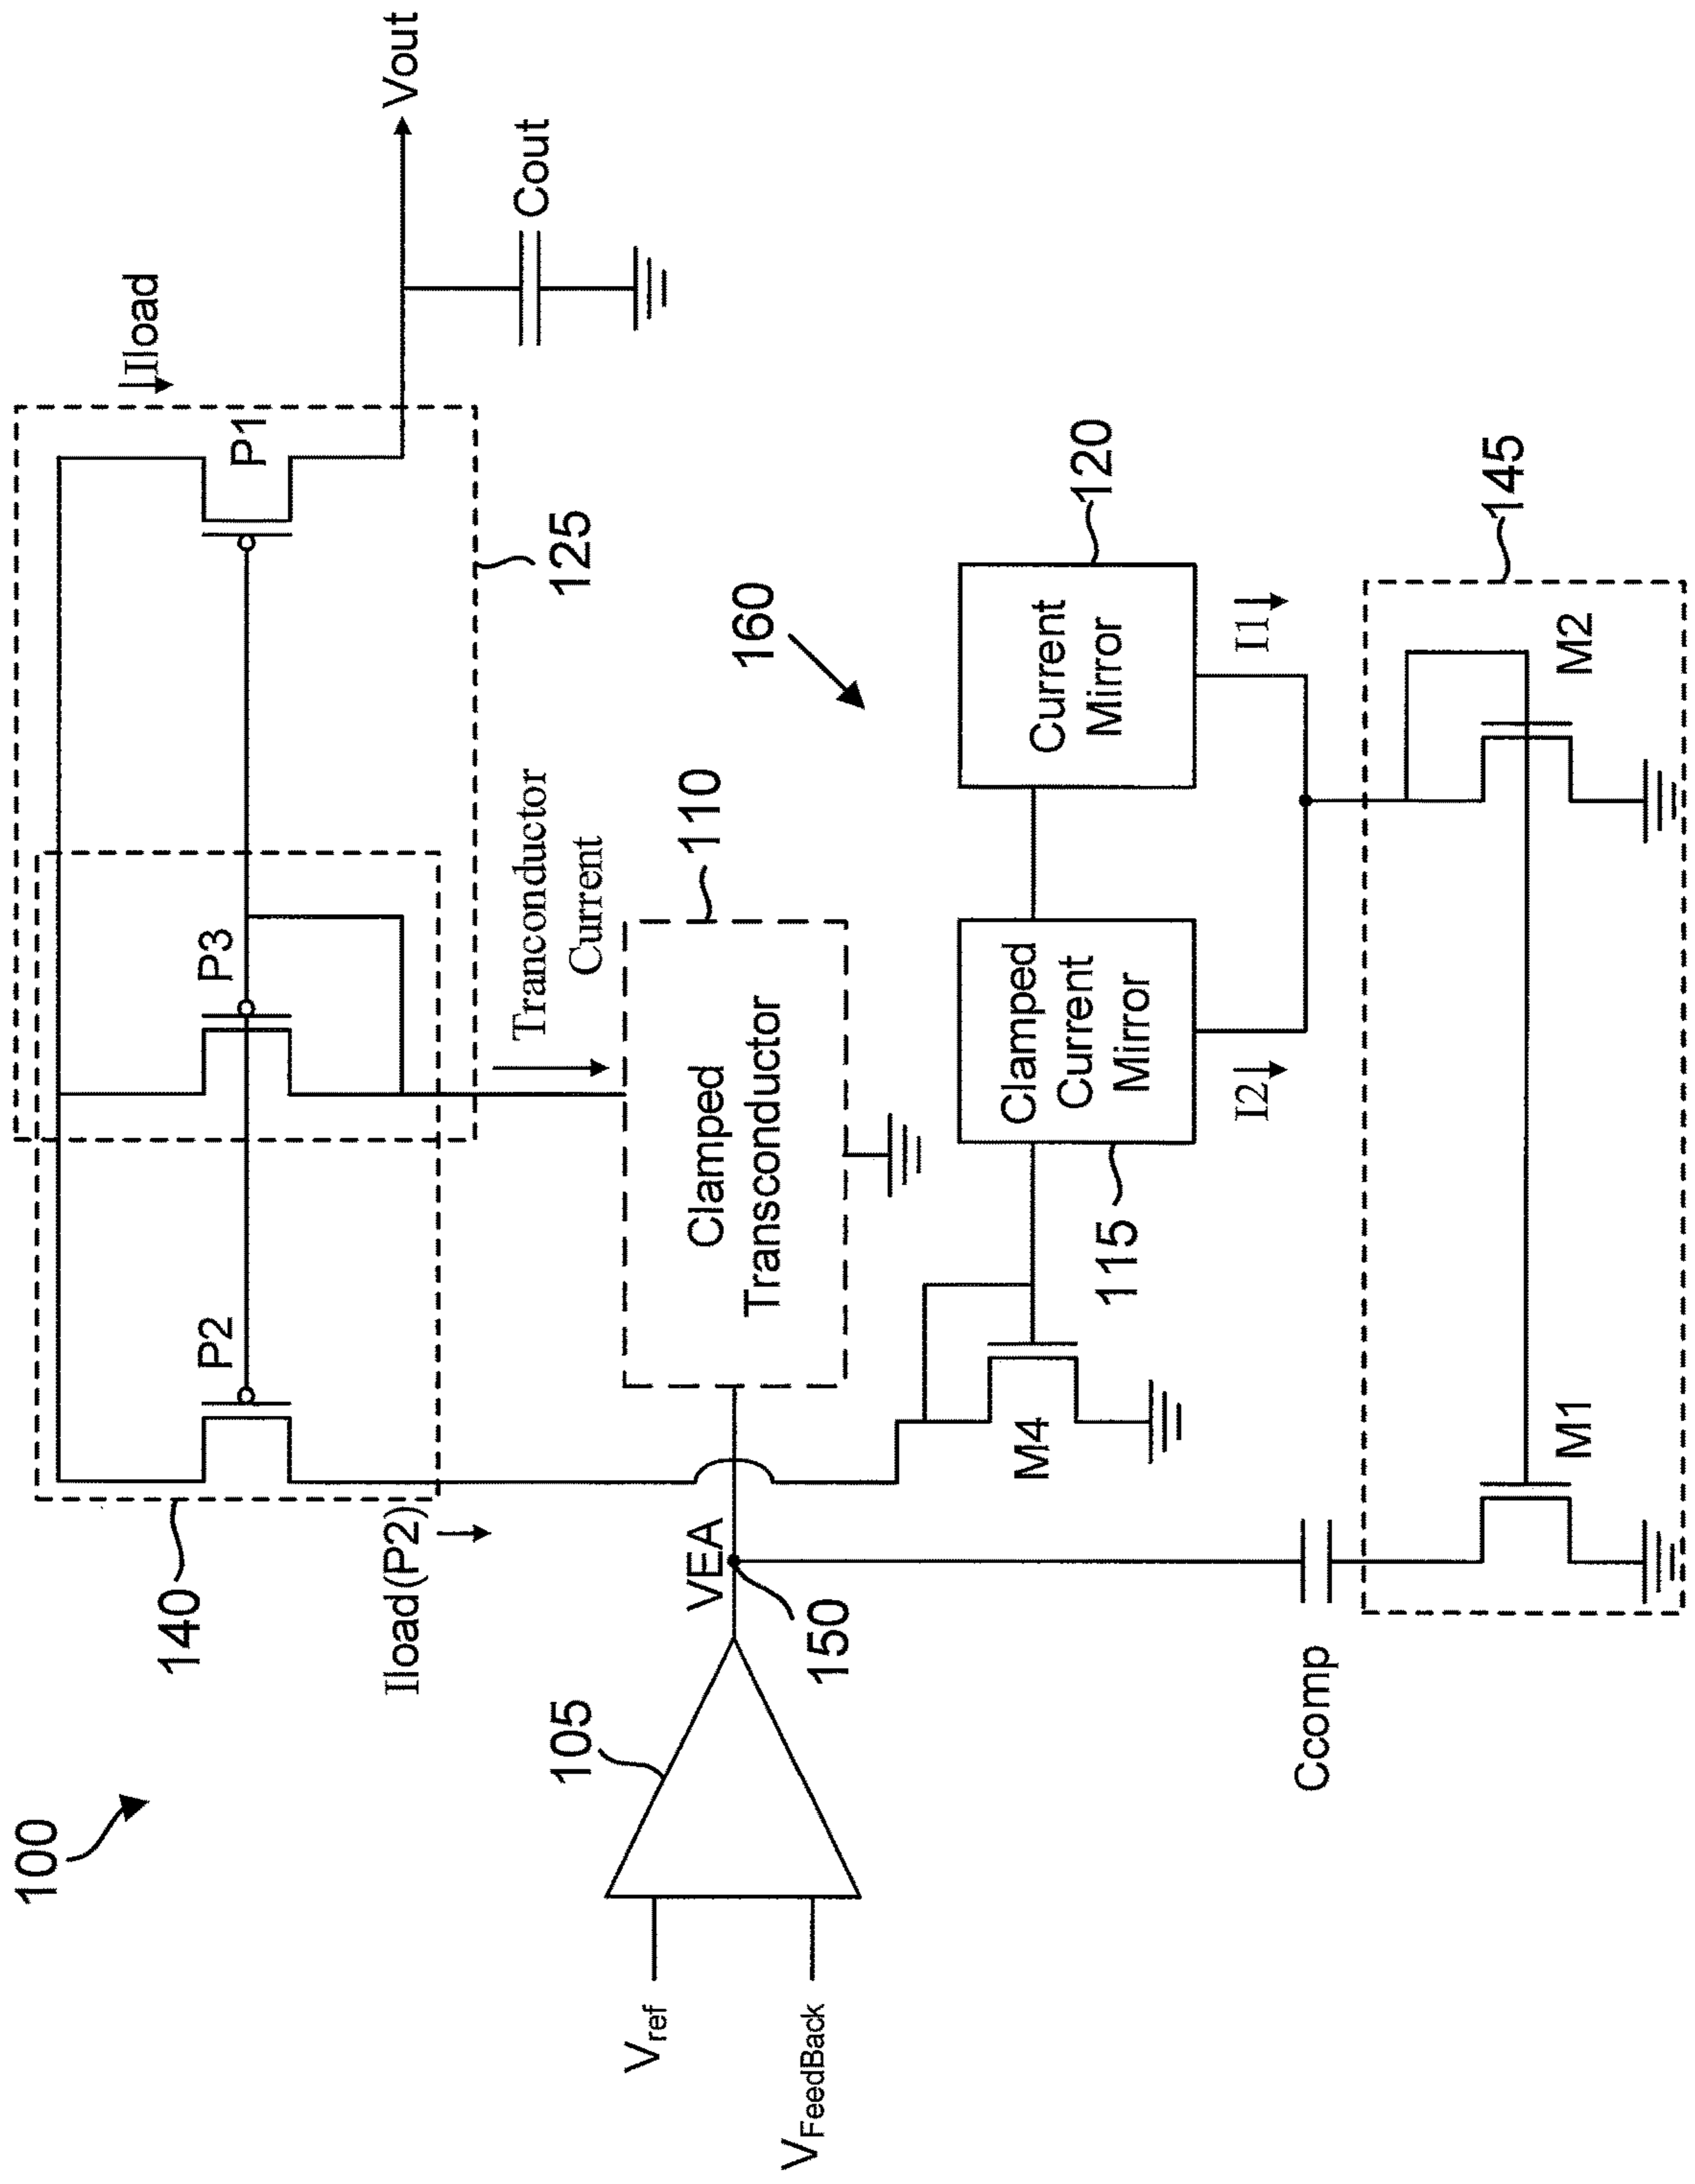 100
140
P2
P3
P1
Iload
Vout
Cout
125
Iload(P2)
Tranconductor
Current
VEA
150
105
Vref
VFeedBack
Clamped
Transconductor
110
160
M4
115
Clamped
Current
Mirror
Current
Mirror
120
I2
I1
Ccomp
M1
M2
145